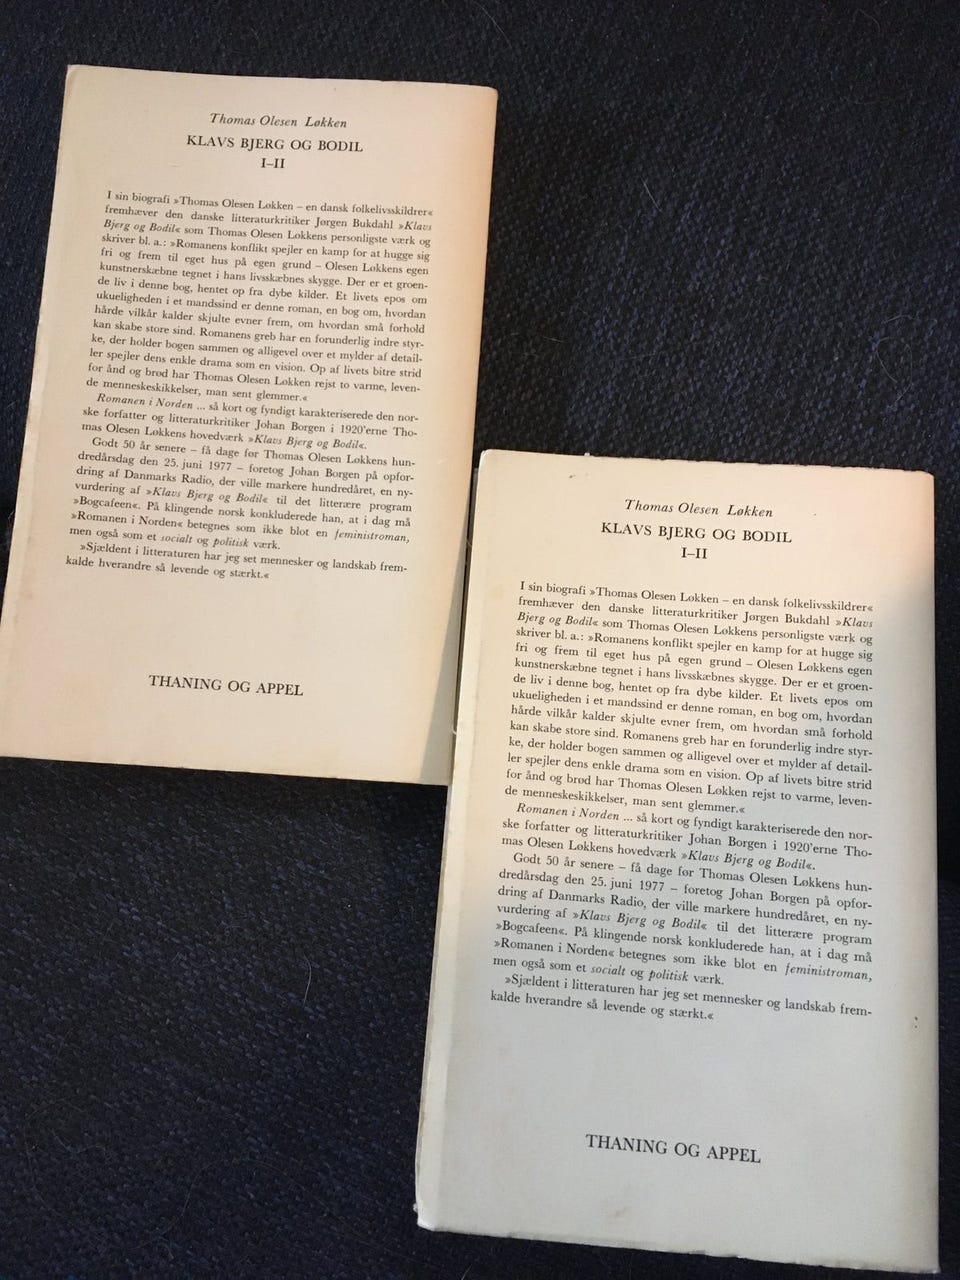 Thomas Olesen Løkken
KLAVS BJERG OG BODIL
I–II
I sin biografi »Thomas Olesen Løkken – en dansk folkelivsskildrer«
fremhæver den danske litteraturkritiker Jørgen Bukdahl »Klavs
Bjerg og Bodil« som Thomas Olesen Løkkens personligste værk og
skriver bl. a.: »Romanens konflikt spejler en kamp for at hugge sig
fri og frem til eget hus på egen grund – Olesen Løkkens egen
kunstnerskæbne tegnet i hans livsskæbnes skygge. Der er et groen-
de liv i denne bog, hentet op fra dybe kilder. Et livets epos om
ukueligheden i et mandssind er denne roman, en bog om, hvordan
hårde vilkår kalder skjulte evner frem, om hvordan små forhold
kan skabe store sind. Romanens greb har en forunderlig indre styr-
ke, der holder bogen sammen og alligevel over et mylder af detail-
ler spejler dens enkle drama som en vision. Op af livets bitre strid
for ånd og brød har Thomas Olesen Løkken rejst to varme, leven-
de menneskeskikkelser, man sent glemmer.«
Romanen i Norden ... så kort og fyndigt karakteriserede den nor-
ske forfatter og litteraturkritiker Johan Borgen i 1920'erne Tho-
mas Olesen Løkkens hovedværk »Klavs Bjerg og Bodil«.
Godt 50 år senere – få dage før Thomas Olesen Løkkens hun-
dredårsdag den 25. juni 1977 – foretog Johan Borgen på opfor-
dring af Danmarks Radio, der ville markere hundredåret, en ny-
vurdering af »Klavs Bjerg og Bodil« til det litterære program
»Bogcafeen«. På klingende norsk konkluderede han, at i dag må
»Romanen i Norden« betegnes som ikke blot en feministroman,
men også som et socialt og politisk værk.
»Sjældent i litteraturen har jeg set mennesker og landskab frem-
kalde hverandre så levende og stærkt.«
THANING OG APPEL
Thomas Olesen Løkken
KLAVS BJERG OG BODIL
I–II
I sin biografi »Thomas Olesen Løkken – en dansk folkelivsskildrer«
fremhæver den danske litteraturkritiker Jørgen Bukdahl »Klavs
Bjerg og Bodil« som Thomas Olesen Løkkens personligste værk og
skriver bl. a.: »Romanens konflikt spejler en kamp for at hugge sig
fri og frem til eget hus på egen grund – Olesen Løkkens egen
kunstnerskæbne tegnet i hans livsskæbnes skygge. Der er et groen-
de liv i denne bog, hentet op fra dybe kilder. Et livets epos om
ukueligheden i et mandssind er denne roman, en bog om, hvordan
hårde vilkår kalder skjulte evner frem, om hvordan små forhold
kan skabe store sind. Romanens greb har en forunderlig indre styr-
ke, der holder bogen sammen og alligevel over et mylder af detail-
ler spejler dens enkle drama som en vision. Op af livets bitre strid
for ånd og brød har Thomas Olesen Løkken rejst to varme, leven-
de menneskeskikkelser, man sent glemmer.«
Romanen i Norden ... så kort og fyndigt karakteriserede den nor-
ske forfatter og litteraturkritiker Johan Borgen i 1920'erne Tho-
mas Olesen Løkkens hovedværk »Klavs Bjerg og Bodil«.
Godt 50 år senere – få dage før Thomas Olesen Løkkens hun-
dredårsdag den 25. juni 1977 – foretog Johan Borgen på opfor-
dring af Danmarks Radio, der ville markere hundredåret, en ny-
vurdering af »Klavs Bjerg og Bodil« til det litterære program
»Bogcafeen«. På klingende norsk konkluderede han, at i dag må
»Romanen i Norden« betegnes som ikke blot en feministroman,
men også som et socialt og politisk værk.
»Sjældent i litteraturen har jeg set mennesker og landskab frem-
kalde hverandre så levende og stærkt.«
THANING OG APPEL